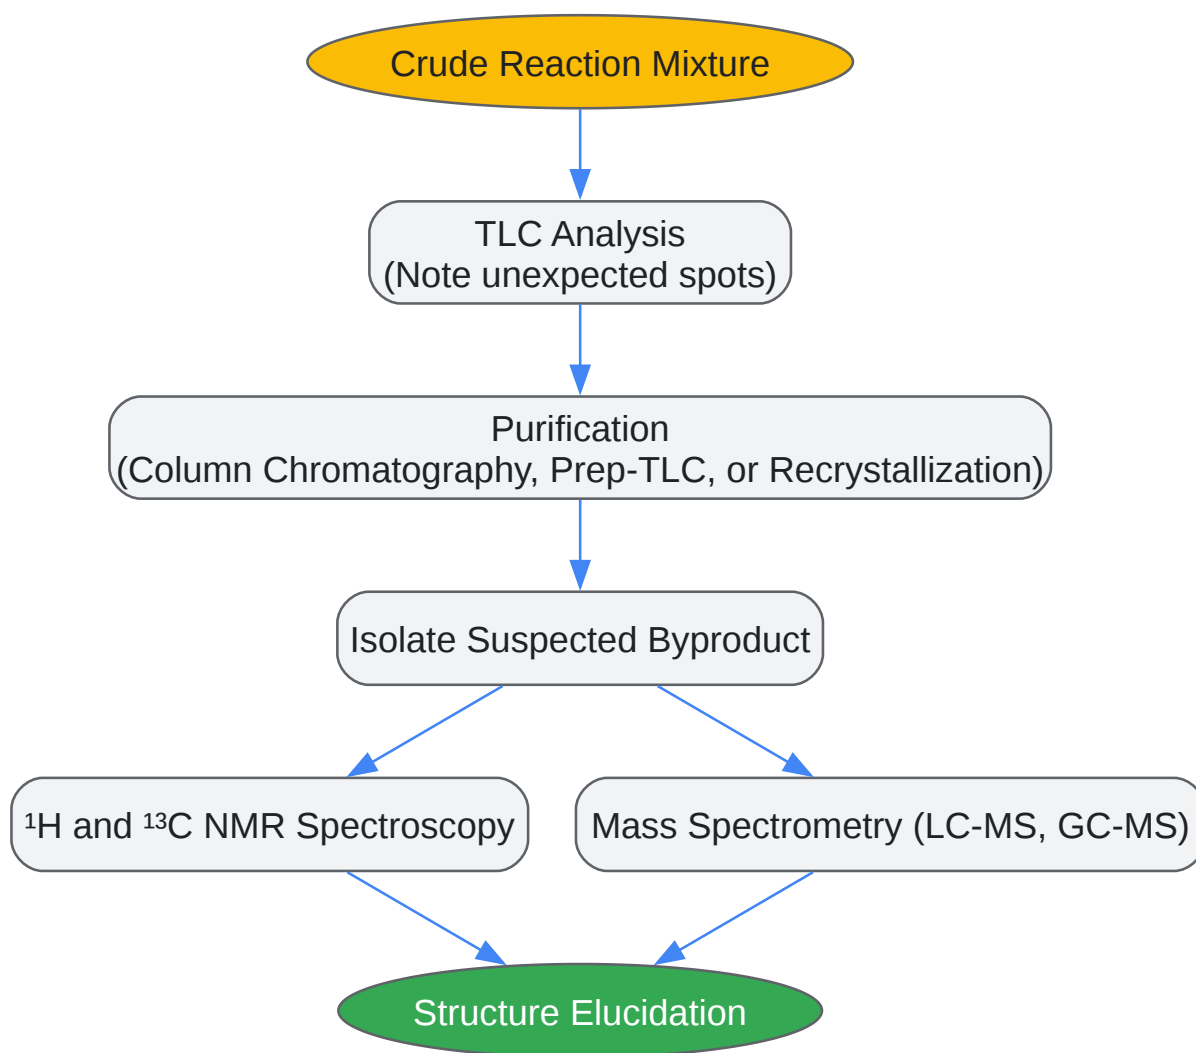 Crude Reaction Mixture
TLC Analysis
(Note unexpected spots)
Purification
(Column Chromatography, Prep-TLC, or Recrystallization)
Isolate Suspected Byproduct
¹H and ¹³C NMR Spectroscopy
Mass Spectrometry (LC-MS, GC-MS)
Structure Elucidation